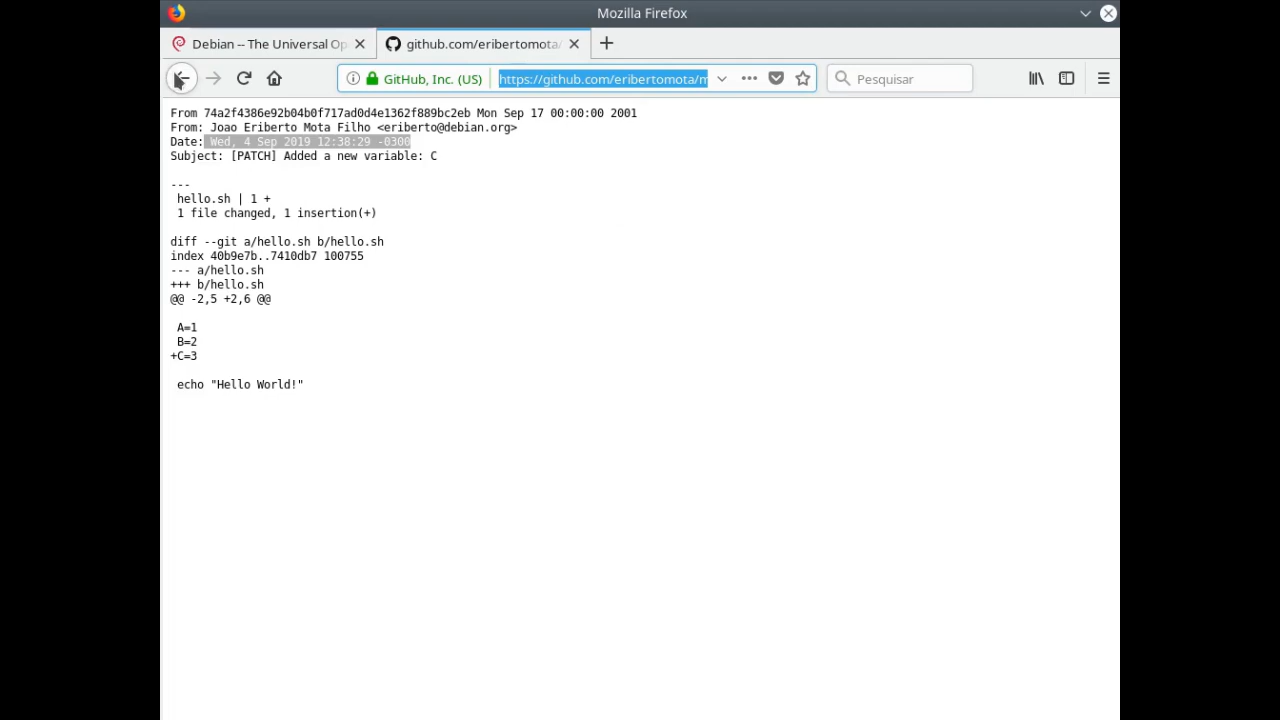 Mozilla Firefox
Debian -- The Universal Op
github.com/eribertomota/
GitHub, Inc. (US)
https://github.com/eribertomota/m
Pesquisar
From 74a2f4386e92b04b0f717ad0d4e1362f889bc2eb Mon Sep 17 00:00:00 2001
From: Joao Eriberto Mota Filho <eriberto@debian.org>
Date: Wed, 4 Sep 2019 12:38:29 -0300
Subject: [PATCH] Added a new variable: C
---
hello.sh | 1 +
1 file changed, 1 insertion(+)
diff --git a/hello.sh b/hello.sh
index 40b9e7b..7410db7 100755
--- a/hello.sh
+++ b/hello.sh
@@ -2,5 +2,6 @@
A=1
B=2
+C=3
echo "Hello World!"